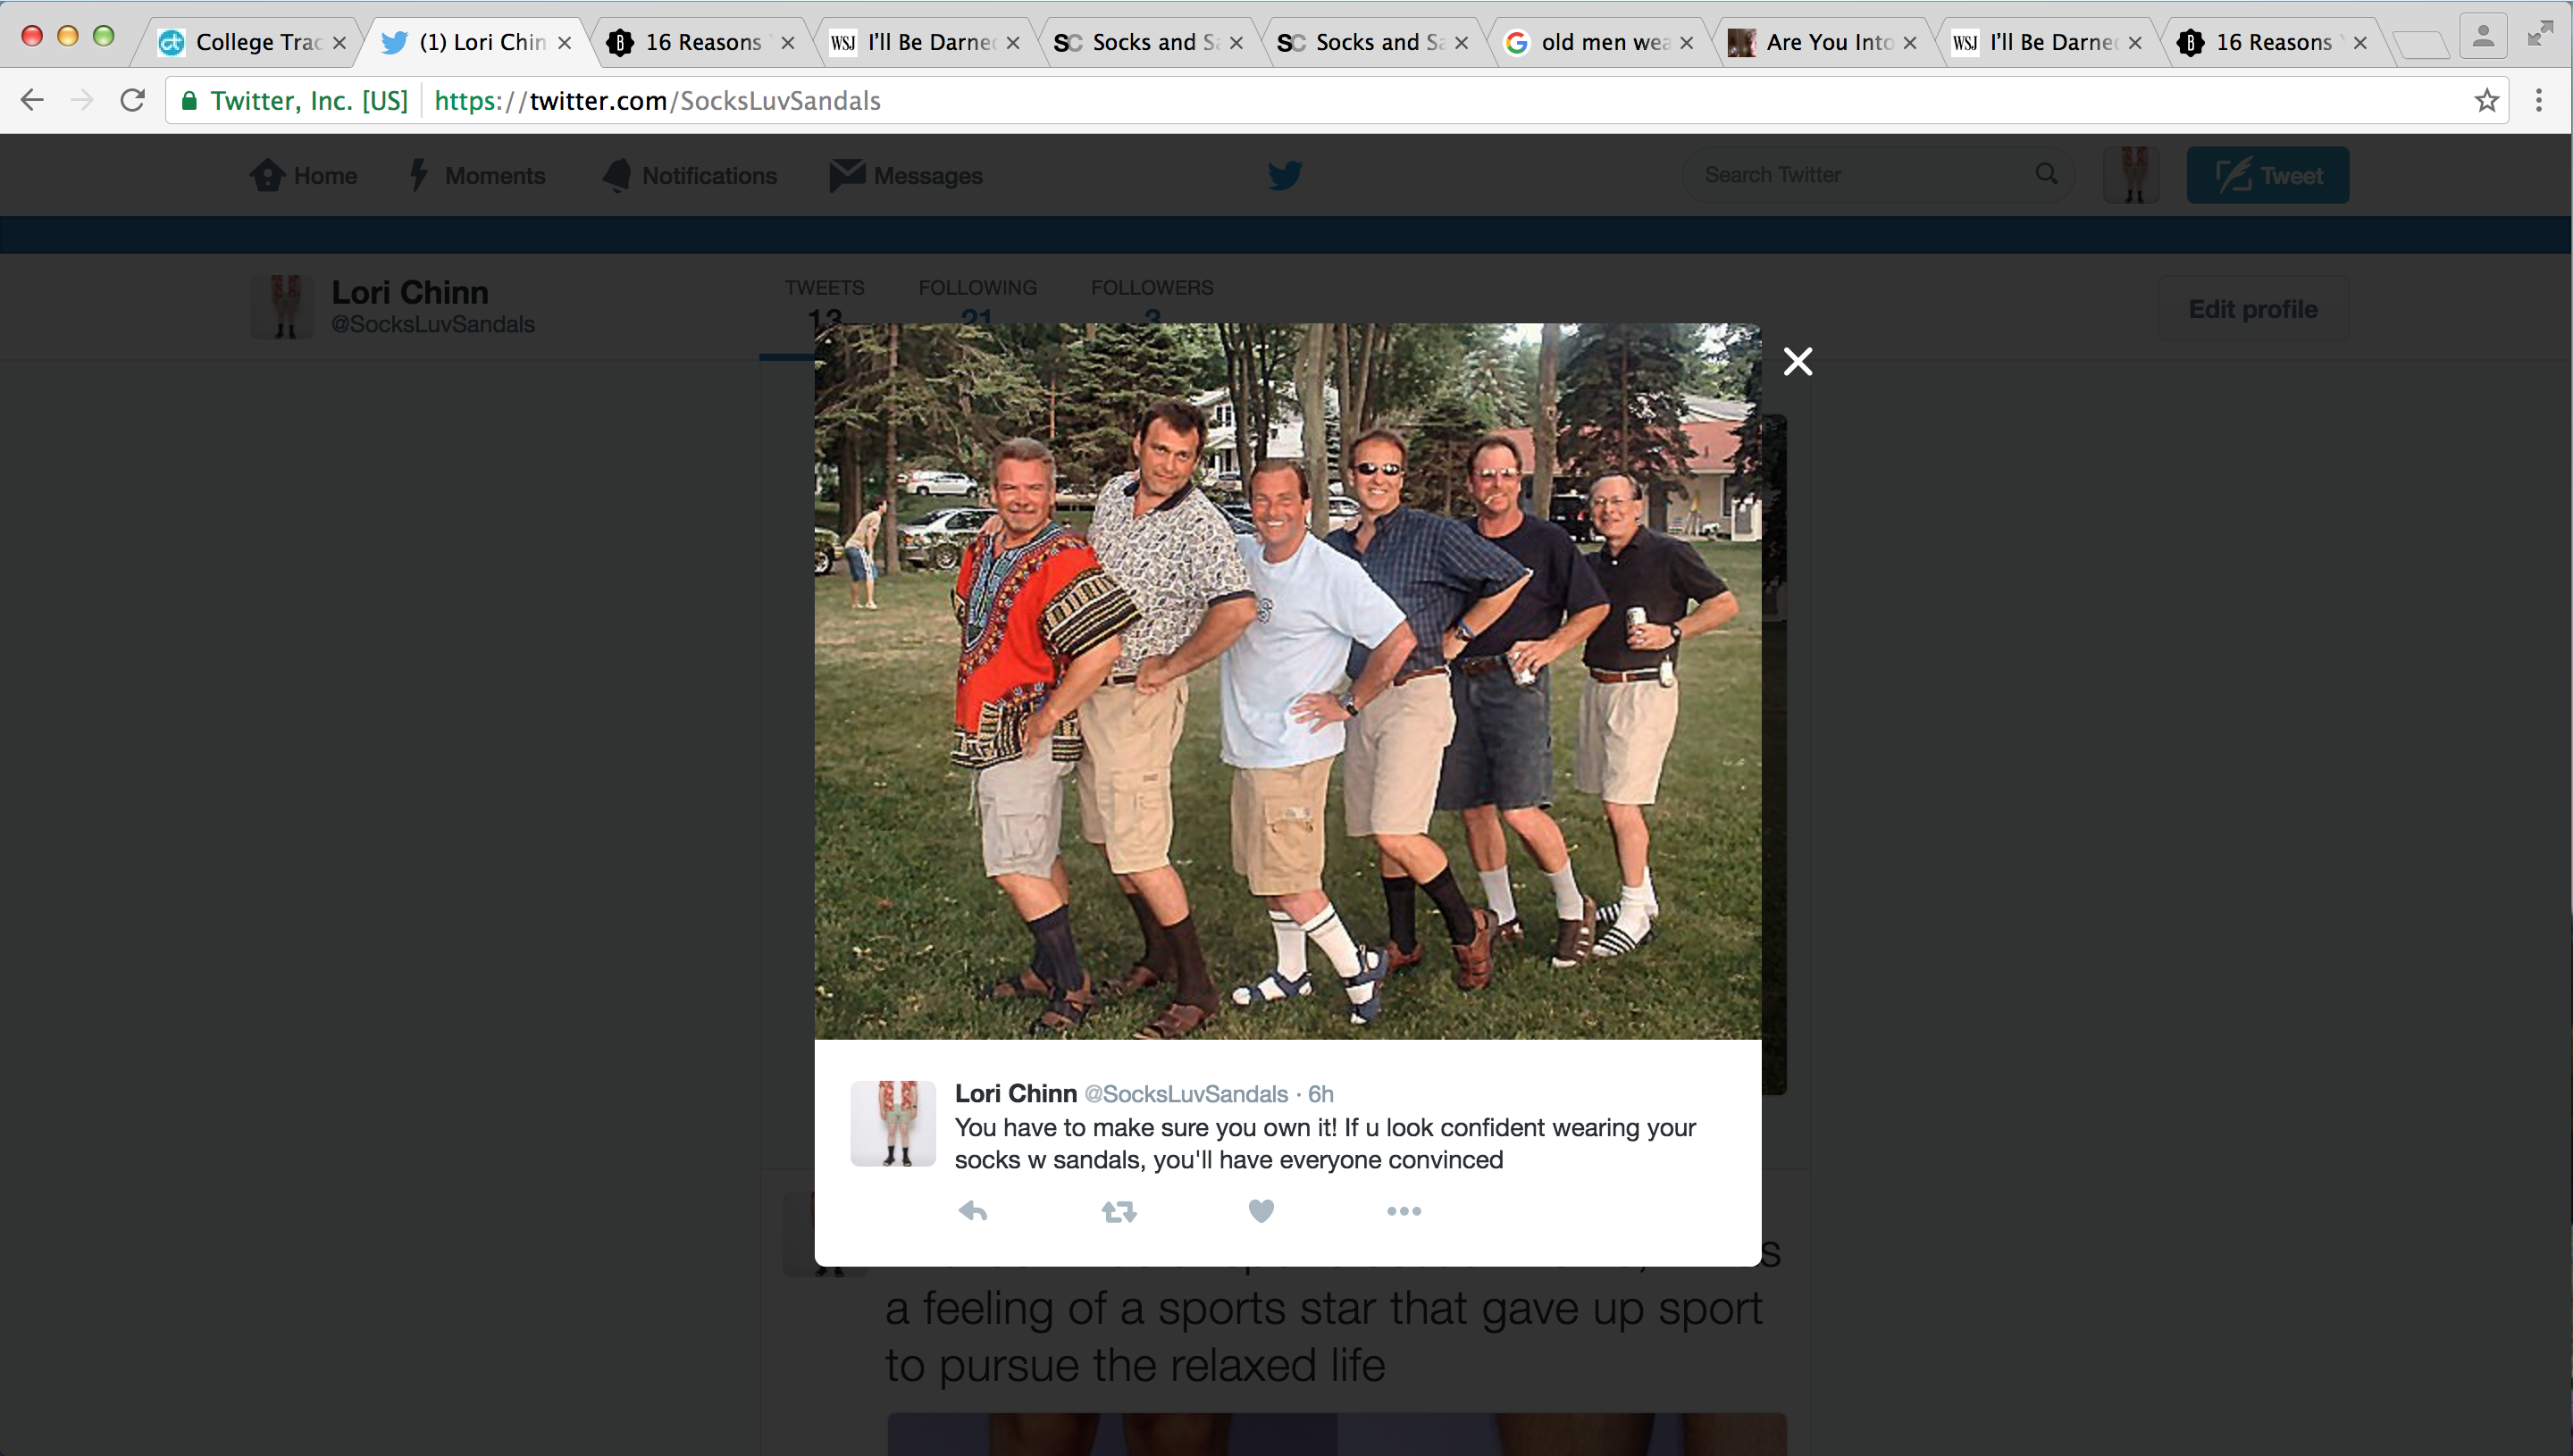 College Trac
(1) Lori Chin
16 Reasons
I'll Be Darned
Socks and Sa
Socks and Sa
old men wea
Are You Into
I'll Be Darned
16 Reasons
Twitter, Inc. [US]
https://twitter.com/SocksLuvSandals
Home
Moments
Notifications
Messages
Search Twitter
Tweet
Lori Chinn
@SocksLuvSandals
TWEETS
13
FOLLOWING
21
FOLLOWERS
3
Edit profile
Lori Chinn @SocksLuvSandals · 6h
You have to make sure you own it! If u look confident wearing your
socks w sandals, you'll have everyone convinced
a feeling of a sports star that gave up sport
to pursue the relaxed life